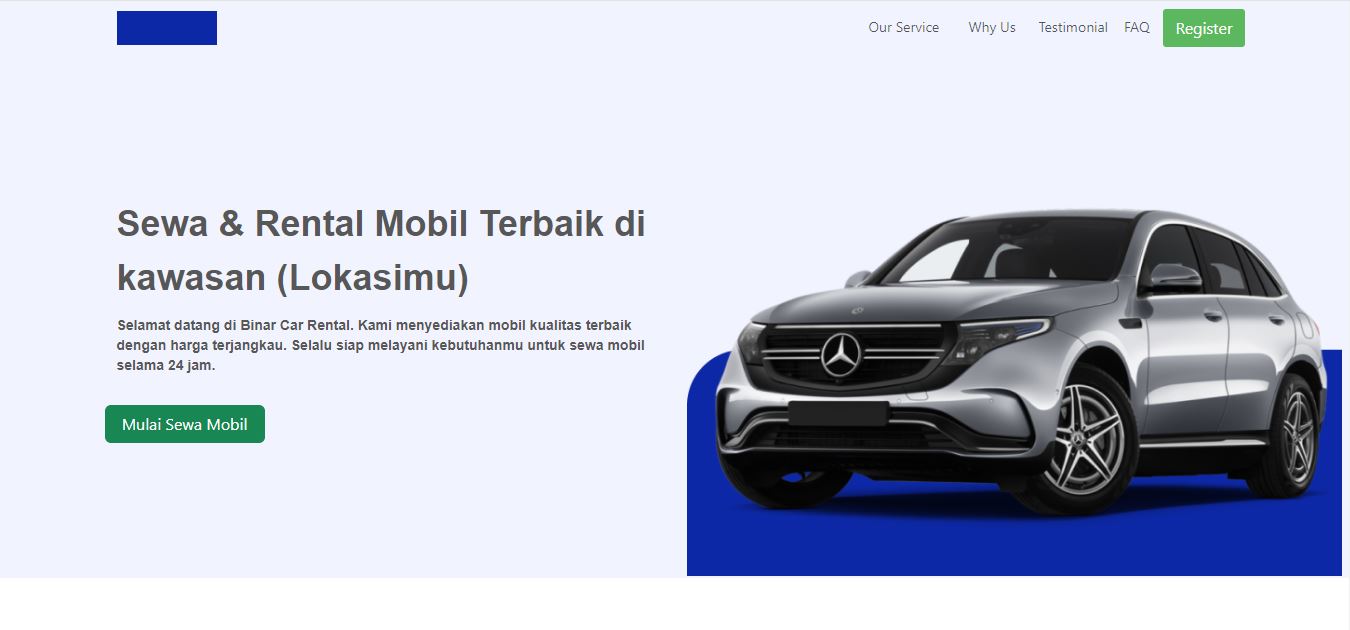 Our Service
Why Us
Testimonial
FAQ
Register
Sewa & Rental Mobil Terbaik di
kawasan (Lokasimu)
Selamat datang di Binar Car Rental. Kami menyediakan mobil kualitas terbaik
dengan harga terjangkau. Selalu siap melayani kebutuhanmu untuk sewa mobil
selama 24 jam.
Mulai Sewa Mobil